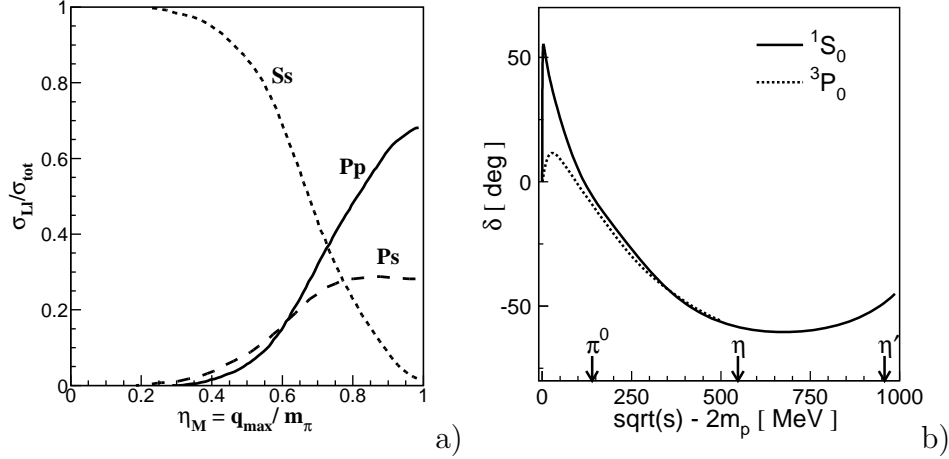 σ_Ll/σ_tot
1
0.8
0.6
0.4
0.2
0
0 0.2 0.4 0.6 0.8 1
Ss
Pp
Ps
η_M = q_max/ m_π
a)
δ [ deg ]
50
0
-50
¹S₀
³P₀
π⁰ η η′
0 250 500 750 1000
sqrt(s) - 2m_p [ MeV ]
b)